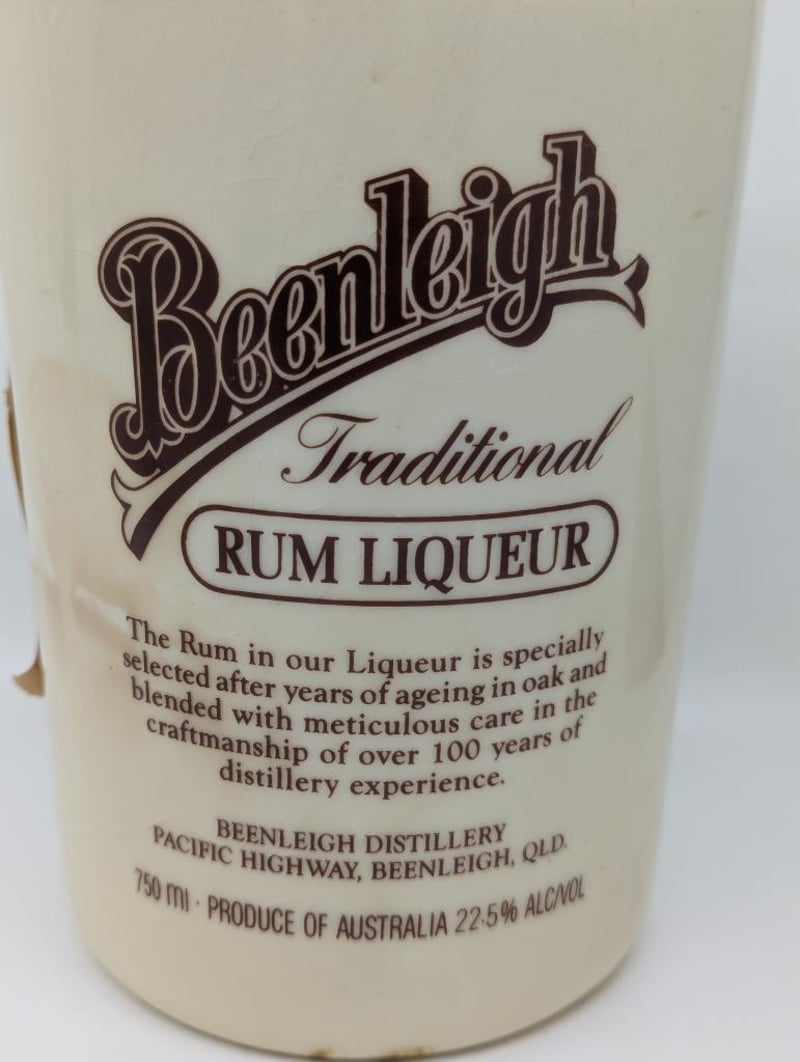 Beenleigh
Traditional
RUM LIQUEUR
The Rum in our Liqueur is specially
selected after years of ageing in oak and
blended with meticulous care in the
craftmanship of over 100 years of
distillery experience.
BEENLEIGH DISTILLERY
PACIFIC HIGHWAY, BEENLEIGH, QLD.
750 ml · PRODUCE OF AUSTRALIA 22·5% ALC/VOL